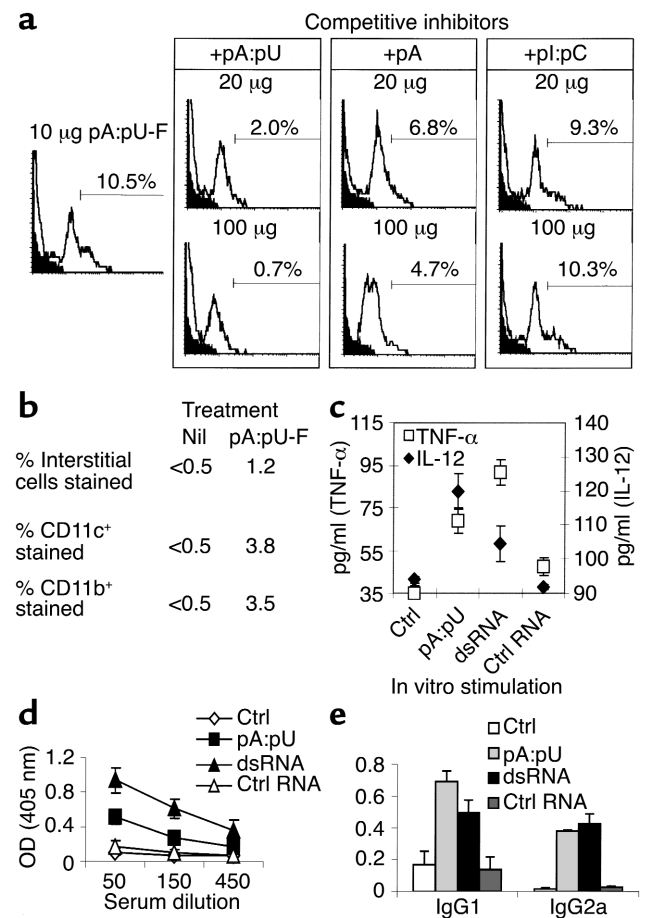 a
Competitive inhibitors
+pA:pU +pA +pI:pC
20 µg 20 µg 20 µg
10 µg pA:pU-F
2.0% 6.8% 9.3%
10.5%
100 µg 100 µg 100 µg
0.7% 4.7% 10.3%
b
Treatment
Nil pA:pU-F
% Interstitial
cells stained <0.5 1.2
% CD11c+
stained <0.5 3.8
% CD11b+
stained <0.5 3.5
c
115 140
TNF-α
IL-12
130
95
120
75
110
55
100
35 90
pg/ml (TNF-α)
pg/ml (IL-12)
Ctrl pA:pU dsRNA Ctrl RNA
In vitro stimulation
d
Ctrl
pA:pU
dsRNA
Ctrl RNA
OD (405 nm)
1.2
0.8
0.4
0
50 150 450
Serum dilution
e
Ctrl
pA:pU
dsRNA
Ctrl RNA
0.8
0.6
0.4
0.2
0
IgG1 IgG2a